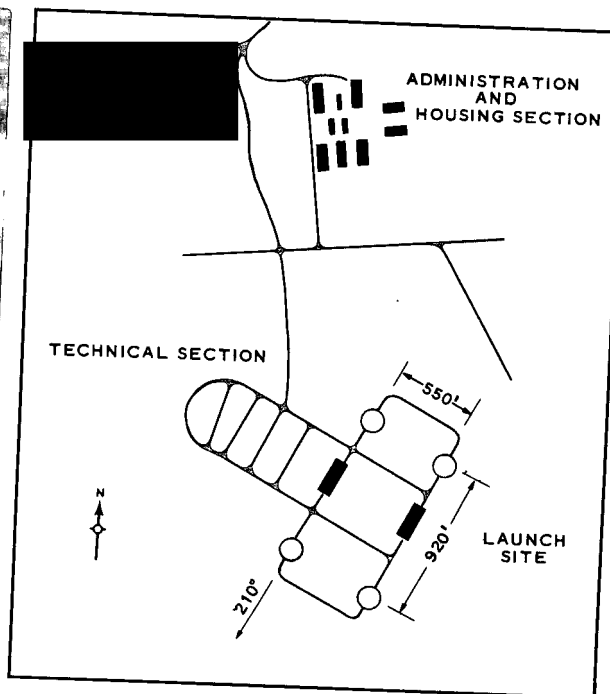 ADMINISTRATION
AND
HOUSING SECTION
TECHNICAL SECTION
550'
N
920'
LAUNCH
SITE
210°